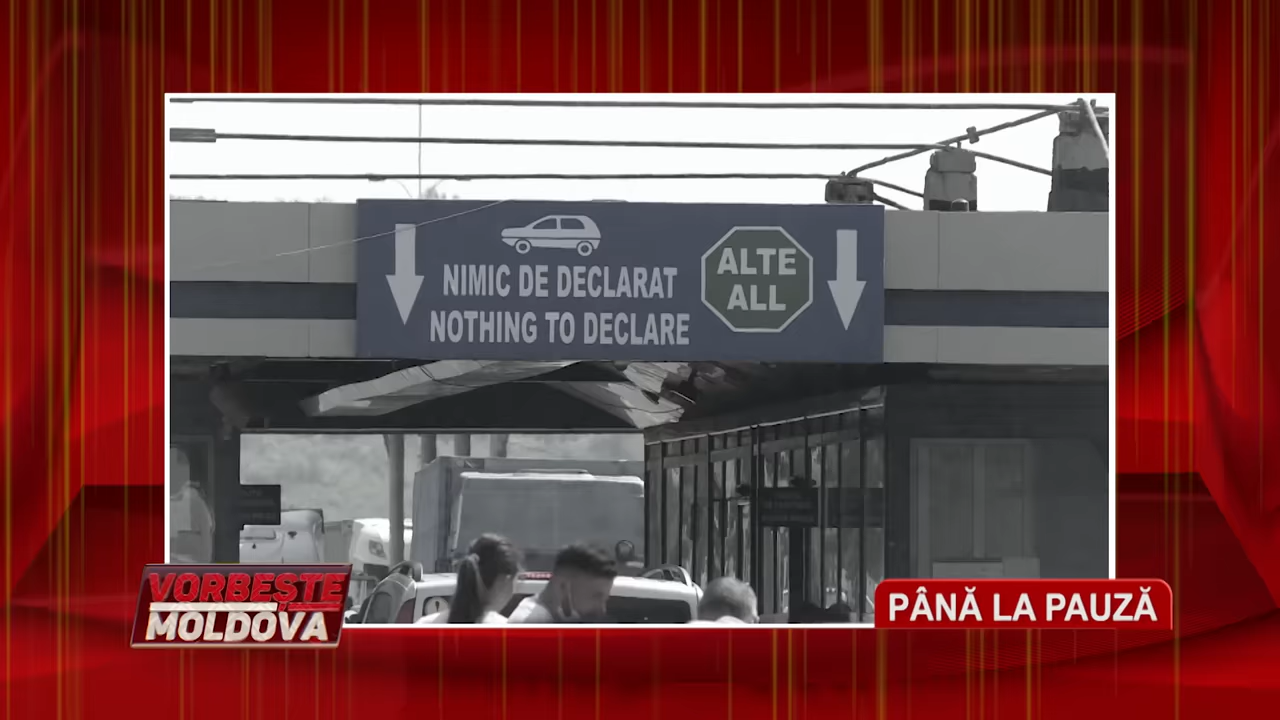 NIMIC DE DECLARAT
NOTHING TO DECLARE
ALTE
ALL
VORBEȘTE
MOLDOVA
PÂNĂ LA PAUZĂ